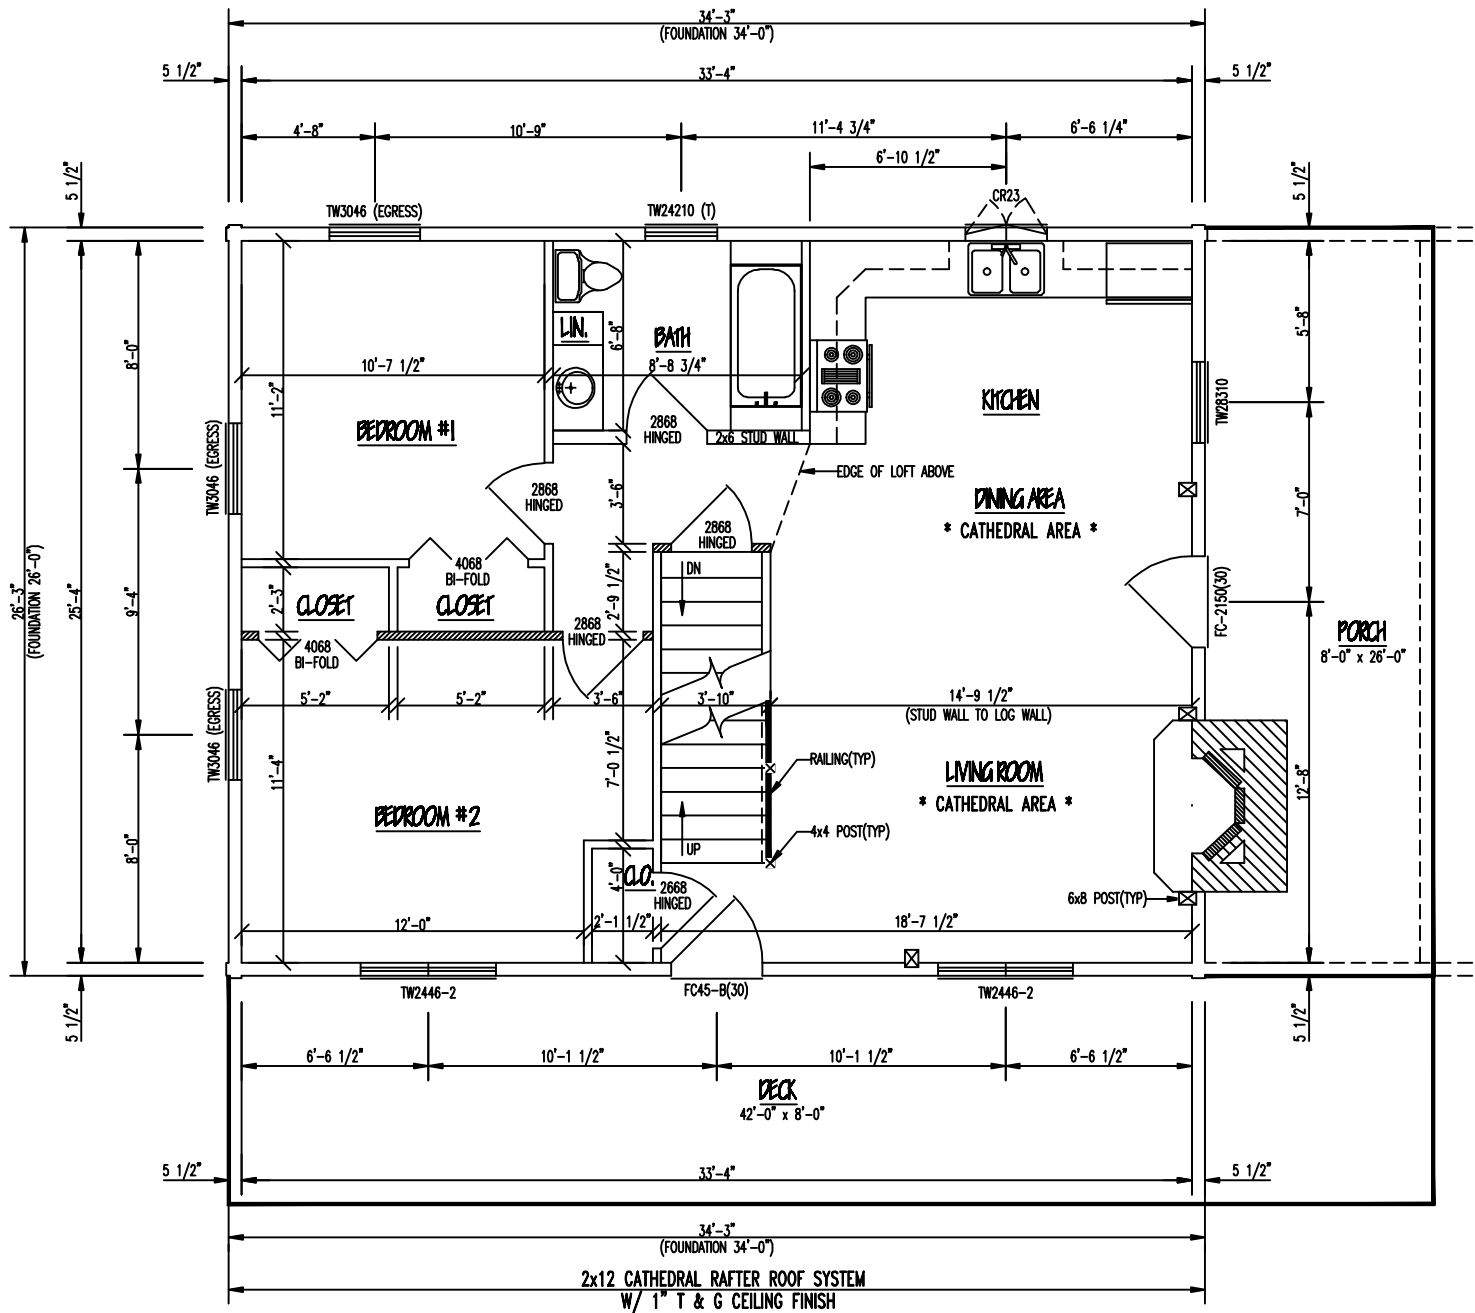 34'-3"
(FOUNDATION 34'-0")
5 1/2"
33'-4"
5 1/2"
4'-8"
10'-9"
11'-4 3/4"
6'-6 1/4"
6'-10 1/2"
5 1/2"
5 1/2"
TW3046 (EGRESS)
TW24210 (T)
CR23
LIN.
6'-8"
BATH
8'-0"
5'-8"
10'-7 1/2"
8'-8 3/4"
11'-2"
KITCHEN
TW28310
BEDROOM #1
2868
HINGED
2x6 STUD WALL
TW3046 (EGRESS)
EDGE OF LOFT ABOVE
2868
HINGED
3'-6"
DINING AREA
* CATHEDRAL AREA *
7'-0"
2868
HINGED
4068
BI-FOLD
DN
26'-3"
(FOUNDATION 26'-0")
25'-4"
9'-4"
2'-3"
CLOSET
CLOSET
2'-9 1/2"
FC-2150(30)
2868
HINGED
4068
BI-FOLD
PORCH
8'-0" x 26'-0"
5'-2"
5'-2"
3'-6"
3'-10"
14'-9 1/2"
(STUD WALL TO LOG WALL)
TW3046 (EGRESS)
7'-0 1/2"
RAILING(TYP)
11'-4"
LIVING ROOM
* CATHEDRAL AREA *
12'-8"
BEDROOM #2
4x4 POST(TYP)
8'-0"
UP
4'-0"
CLO.
2668
HINGED
6x8 POST(TYP)
12'-0"
2'-1 1/2"
18'-7 1/2"
TW2446-2
FC45-B(30)
TW2446-2
5 1/2"
5 1/2"
6'-6 1/2"
10'-1 1/2"
10'-1 1/2"
6'-6 1/2"
DECK
42'-0" x 8'-0"
5 1/2"
33'-4"
5 1/2"
34'-3"
(FOUNDATION 34'-0")
2x12 CATHEDRAL RAFTER ROOF SYSTEM
W/ 1" T & G CEILING FINISH